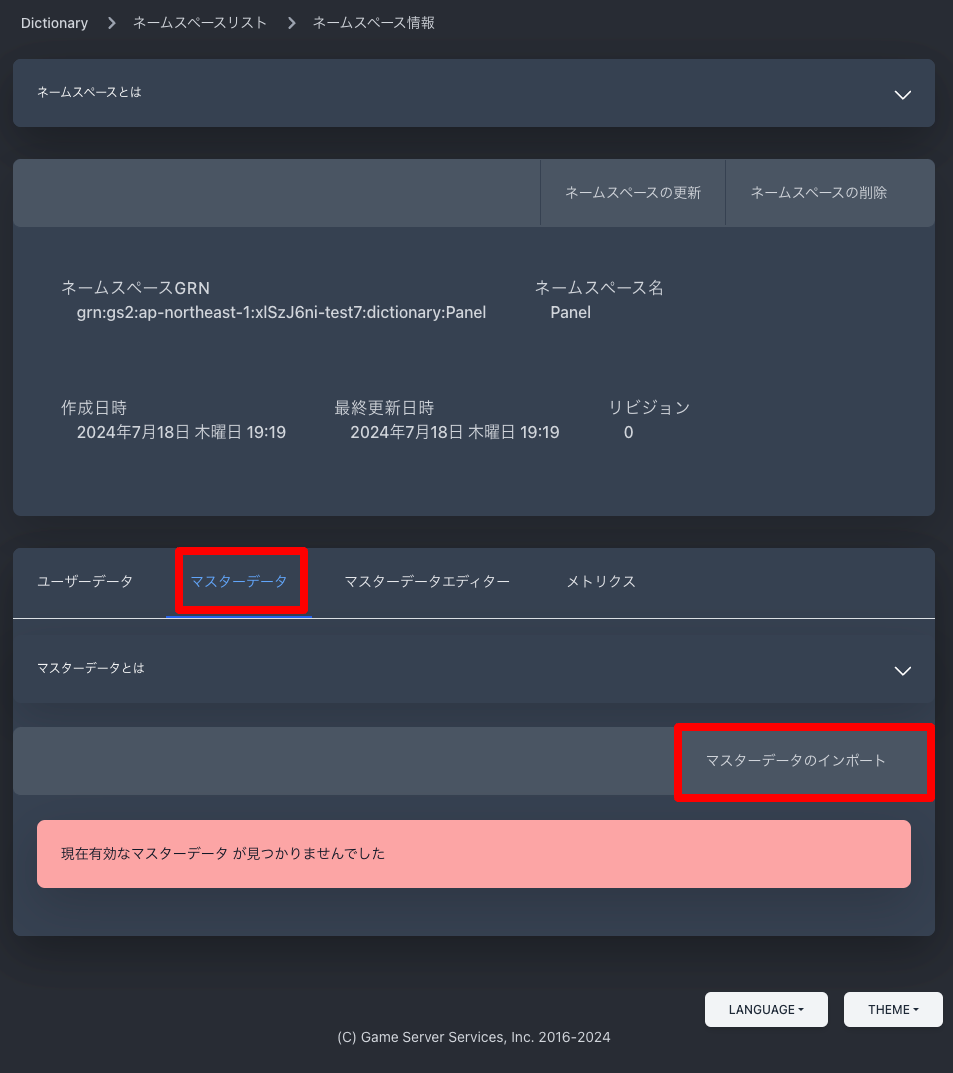 Dictionary ネームスペースリスト ネームスペース情報
ネームスペースとは
ネームスペースの更新 ネームスペースの削除
ネームスペースGRN ネームスペース名
grn:gs2:ap-northeast-1:xlSzJ6ni-test7:dictionary:Panel Panel
作成日時 最終更新日時 リビジョン
2024年7月18日 木曜日 19:19 2024年7月18日 木曜日 19:19 0
ユーザーデータ マスターデータ マスターデータエディター メトリクス
マスターデータとは
マスターデータのインポート
現在有効なマスターデータ が見つかりませんでした
LANGUAGE THEME
(C) Game Server Services, Inc. 2016-2024